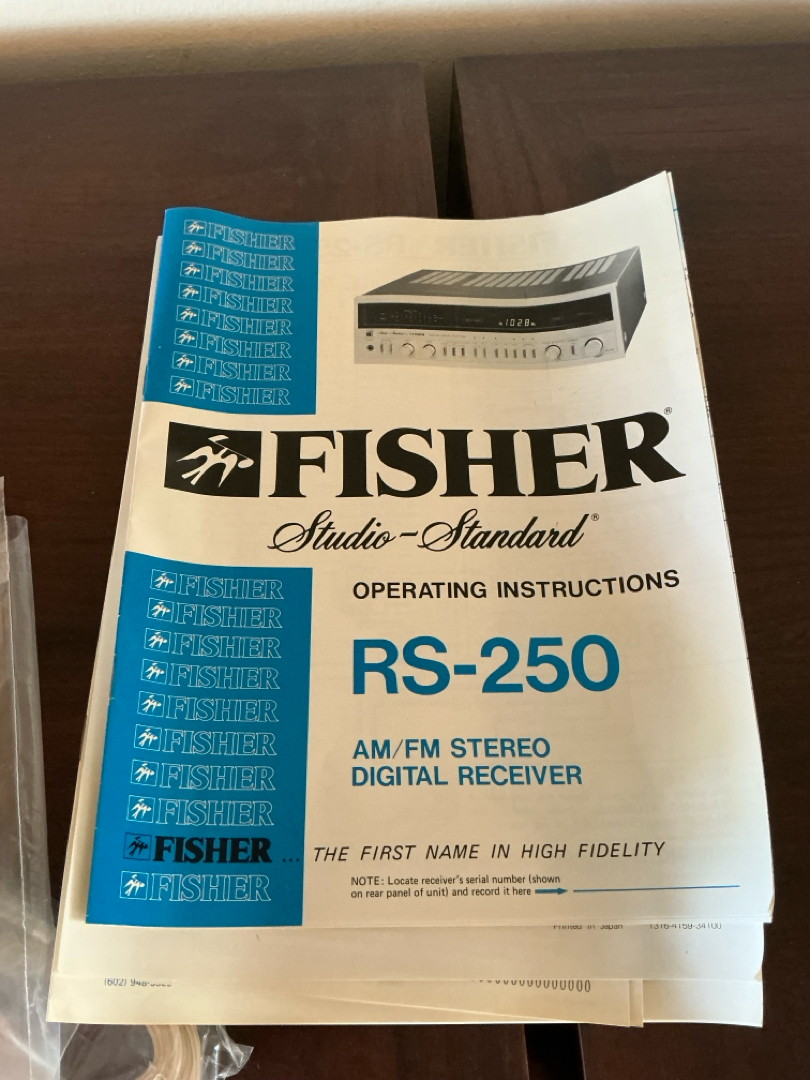 FISHER
FISHER
FISHER
FISHER
FISHER
FISHER
FISHER
FISHER
1028
FISHER®
Studio-Standard®
OPERATING INSTRUCTIONS
RS-250
AM/FM STEREO
DIGITAL RECEIVER
FISHER
FISHER
FISHER
FISHER
FISHER
FISHER
FISHER
FISHER
FISHER ... THE FIRST NAME IN HIGH FIDELITY
FISHER
NOTE: Locate receiver's serial number (shown
on rear panel of unit) and record it here
Printed in Japan
(602)